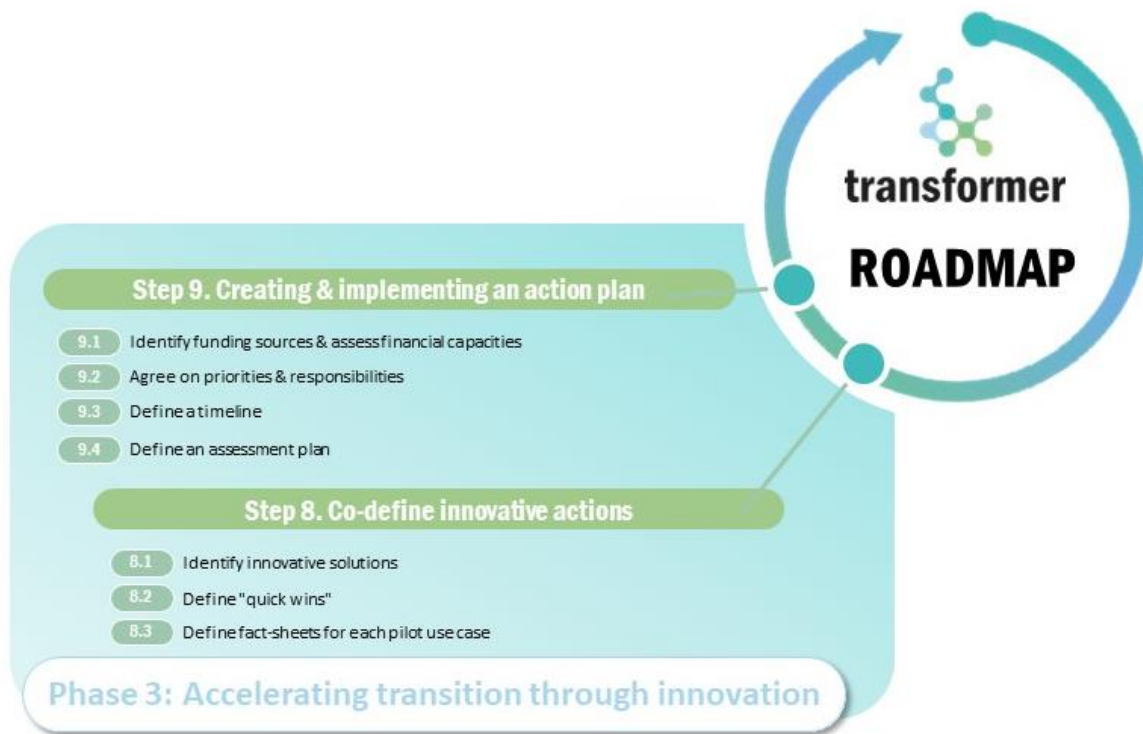 transformer
ROADMAP
Step 9. Creating & implementing an action plan
9.1 Identify funding sources & assess financial capacities
9.2 Agree on priorities & responsibilities
9.3 Define a timeline
9.4 Define an assessment plan
Step 8. Co-define innovative actions
8.1 Identify innovative solutions
8.2 Define "quick wins"
8.3 Define fact-sheets for each pilot use case
Phase 3: Accelerating transition through innovation